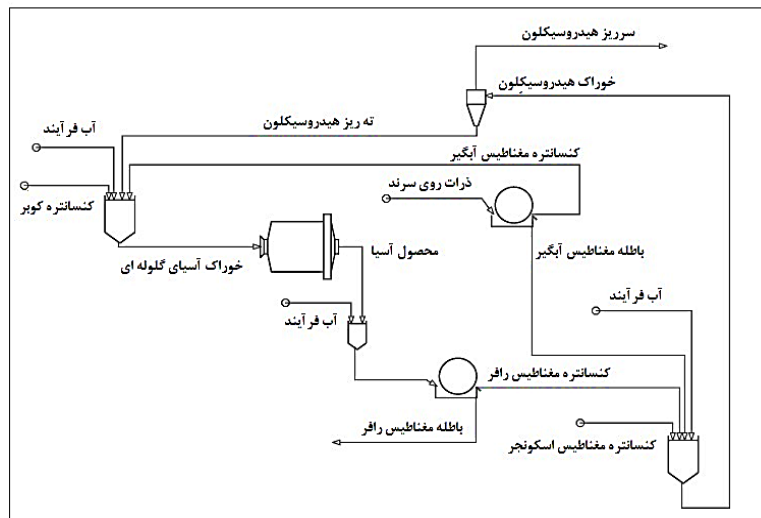 سرریز هیدروسیکلون
خوراک هیدروسیکلون
ته ریز هیدروسیکلون
آب فرآیند
کنسانتره مغناطیس آبگیر
ذرات روی سرند
کنسانتره کوبر
باطله مغناطیس آبگیر
محصول آسیا
خوراک آسیای گلوله ای
آب فرآیند
آب فرآیند
کنسانتره مغناطیس رافر
باطله مغناطیس رافر
کنسانتره مغناطیس اسکونجر